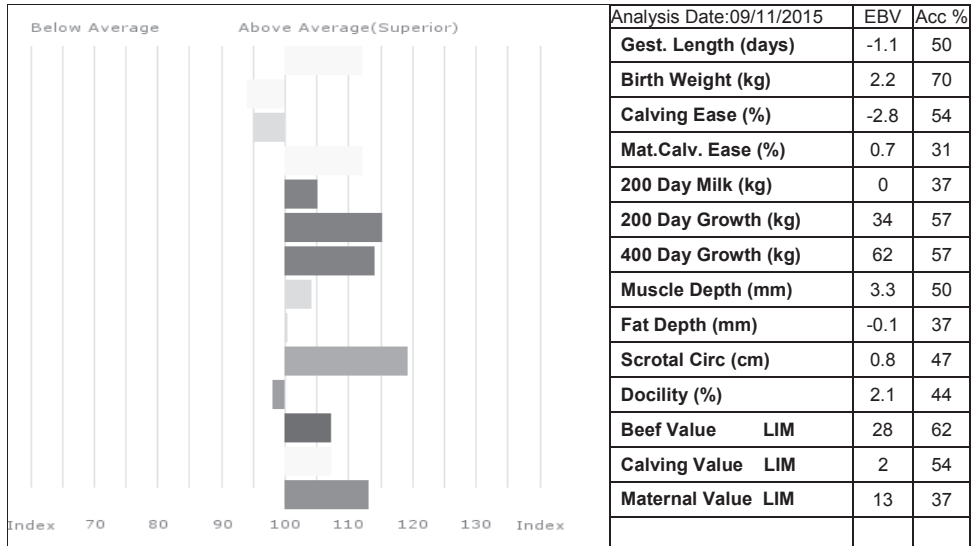 Below Average Above Average(Superior)
Index 70 80 90 100 110 120 130 Index
Analysis Date:09/11/2015 EBV Acc %
Gest. Length (days) -1.1 50
Birth Weight (kg) 2.2 70
Calving Ease (%) -2.8 54
Mat.Calv. Ease (%) 0.7 31
200 Day Milk (kg) 0 37
200 Day Growth (kg) 34 57
400 Day Growth (kg) 62 57
Muscle Depth (mm) 3.3 50
Fat Depth (mm) -0.1 37
Scrotal Circ (cm) 0.8 47
Docility (%) 2.1 44
Beef Value LIM 28 62
Calving Value LIM 2 54
Maternal Value LIM 13 37